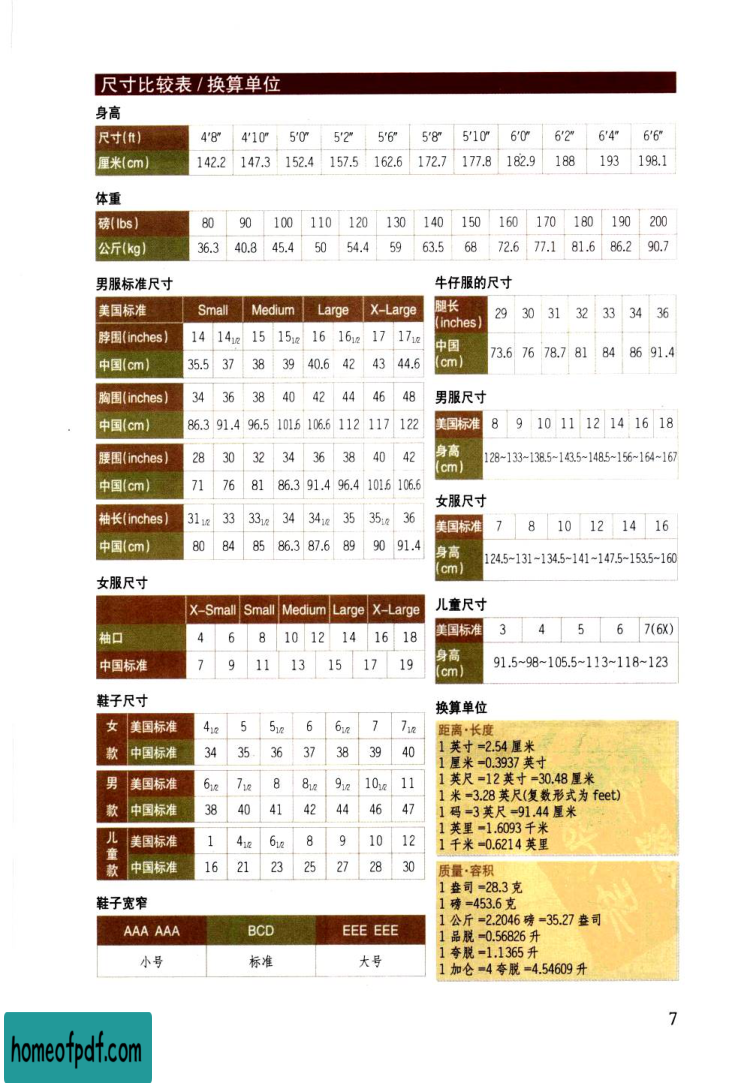 尺寸比较表/换算单位
身高
尺寸(ft) 4′8″ 4′10″ 5′0″ 5′2″ 5′6″ 5′8″ 5′10″ 6′0″ 6′2″ 6′4″ 6′6″
厘米(cm) 142.2 147.3 152.4 157.5 162.6 172.7 177.8 182.9 188 193 198.1
体重
磅(lbs) 80 90 100 110 120 130 140 150 160 170 180 190 200
公斤(kg) 36.3 40.8 45.4 50 54.4 59 63.5 68 72.6 77.1 81.6 86.2 90.7
男服标准尺寸
美国标准 Small Medium Large X-Large
脖围(inches) 14 14 1/2 15 15 1/2 16 16 1/2 17 17 1/2
中国(cm) 35.5 37 38 39 40.6 42 43 44.6
胸围(inches) 34 36 38 40 42 44 46 48
中国(cm) 86.3 91.4 96.5 101.6 106.6 112 117 122
腰围(inches) 28 30 32 34 36 38 40 42
中国(cm) 71 76 81 86.3 91.4 96.4 101.6 106.6
袖长(inches) 31 1/2 33 33 1/2 34 34 1/2 35 35 1/2 36
中国(cm) 80 84 85 86.3 87.6 89 90 91.4
女服尺寸
X-Small Small Medium Large X-Large
袖口 4 6 8 10 12 14 16 18
中国标准 7 9 11 13 15 17 19
鞋子尺寸
女款
美国标准 4 1/2 5 5 1/2 6 6 1/2 7 7 1/2
中国标准 34 35 36 37 38 39 40
男款
美国标准 6 1/2 7 1/2 8 8 1/2 9 1/2 10 1/2 11
中国标准 38 40 41 42 44 46 47
儿童款
美国标准 1 4 1/2 6 1/2 8 9 10 12
中国标准 16 21 23 25 27 28 30
鞋子宽窄
AAA AAA BCD EEE EEE
小号 标准 大号
牛仔服的尺寸
腿长(inches) 29 30 31 32 33 34 36
中国(cm) 73.6 76 78.7 81 84 86 91.4
男服尺寸
美国标准 8 9 10 11 12 14 16 18
身高(cm) 128~133~138.5~143.5~148.5~156~164~167
女服尺寸
美国标准 7 8 10 12 14 16
身高(cm) 124.5~131~134.5~141~147.5~153.5~160
儿童尺寸
美国标准 3 4 5 6 7(6X)
身高(cm) 91.5~98~105.5~113~118~123
换算单位
距离·长度
1 英寸=2.54 厘米
1 厘米=0.3937 英寸
1 英尺=12 英寸=30.48 厘米
1 米=3.28 英尺(复数形式为 feet)
1 码=3 英尺=91.44 厘米
1 英里=1.6093 千米
1 千米=0.6214 英里
质量·容积
1 盎司=28.3 克
1 磅=453.6 克
1 公斤=2.2046 磅=35.27 盎司
1 品脱=0.56826 升
1 夸脱=1.1365 升
1 加仑=4 夸脱=4.54609 升
7
homeofpdf.com